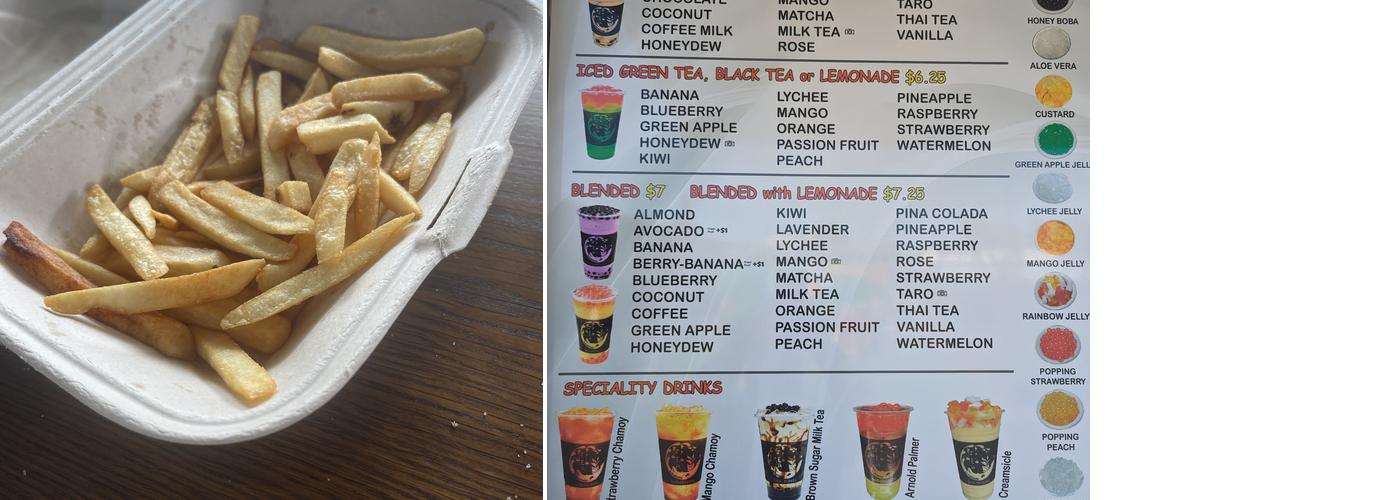 MANGO
TARO
COCONUT
MATCHA
THAI TEA
COFFEE MILK
MILK TEA
VANILLA
HONEYDEW
ROSE
ICED GREEN TEA, BLACK TEA or LEMONADE $6.25
BANANA
LYCHEE
PINEAPPLE
BLUEBERRY
MANGO
RASPBERRY
GREEN APPLE
ORANGE
STRAWBERRY
HONEYDEW
PASSION FRUIT
WATERMELON
KIWI
PEACH
BLENDED $7 BLENDED with LEMONADE $7.25
ALMOND
KIWI
PINA COLADA
AVOCADO +$1
LAVENDER
PINEAPPLE
BANANA
LYCHEE
RASPBERRY
BERRY-BANANA +$1
MANGO
ROSE
BLUEBERRY
MATCHA
STRAWBERRY
COCONUT
MILK TEA
TARO
COFFEE
ORANGE
THAI TEA
GREEN APPLE
PASSION FRUIT
VANILLA
HONEYDEW
PEACH
WATERMELON
SPECIALITY DRINKS
trawberry Chamoy
Mango Chamoy
Brown Sugar Milk Tea
Arnold Palmer
Creamsicle
HONEY BOBA
ALOE VERA
CUSTARD
GREEN APPLE JELL
LYCHEE JELLY
MANGO JELLY
RAINBOW JELLY
POPPING
STRAWBERRY
POPPING
PEACH